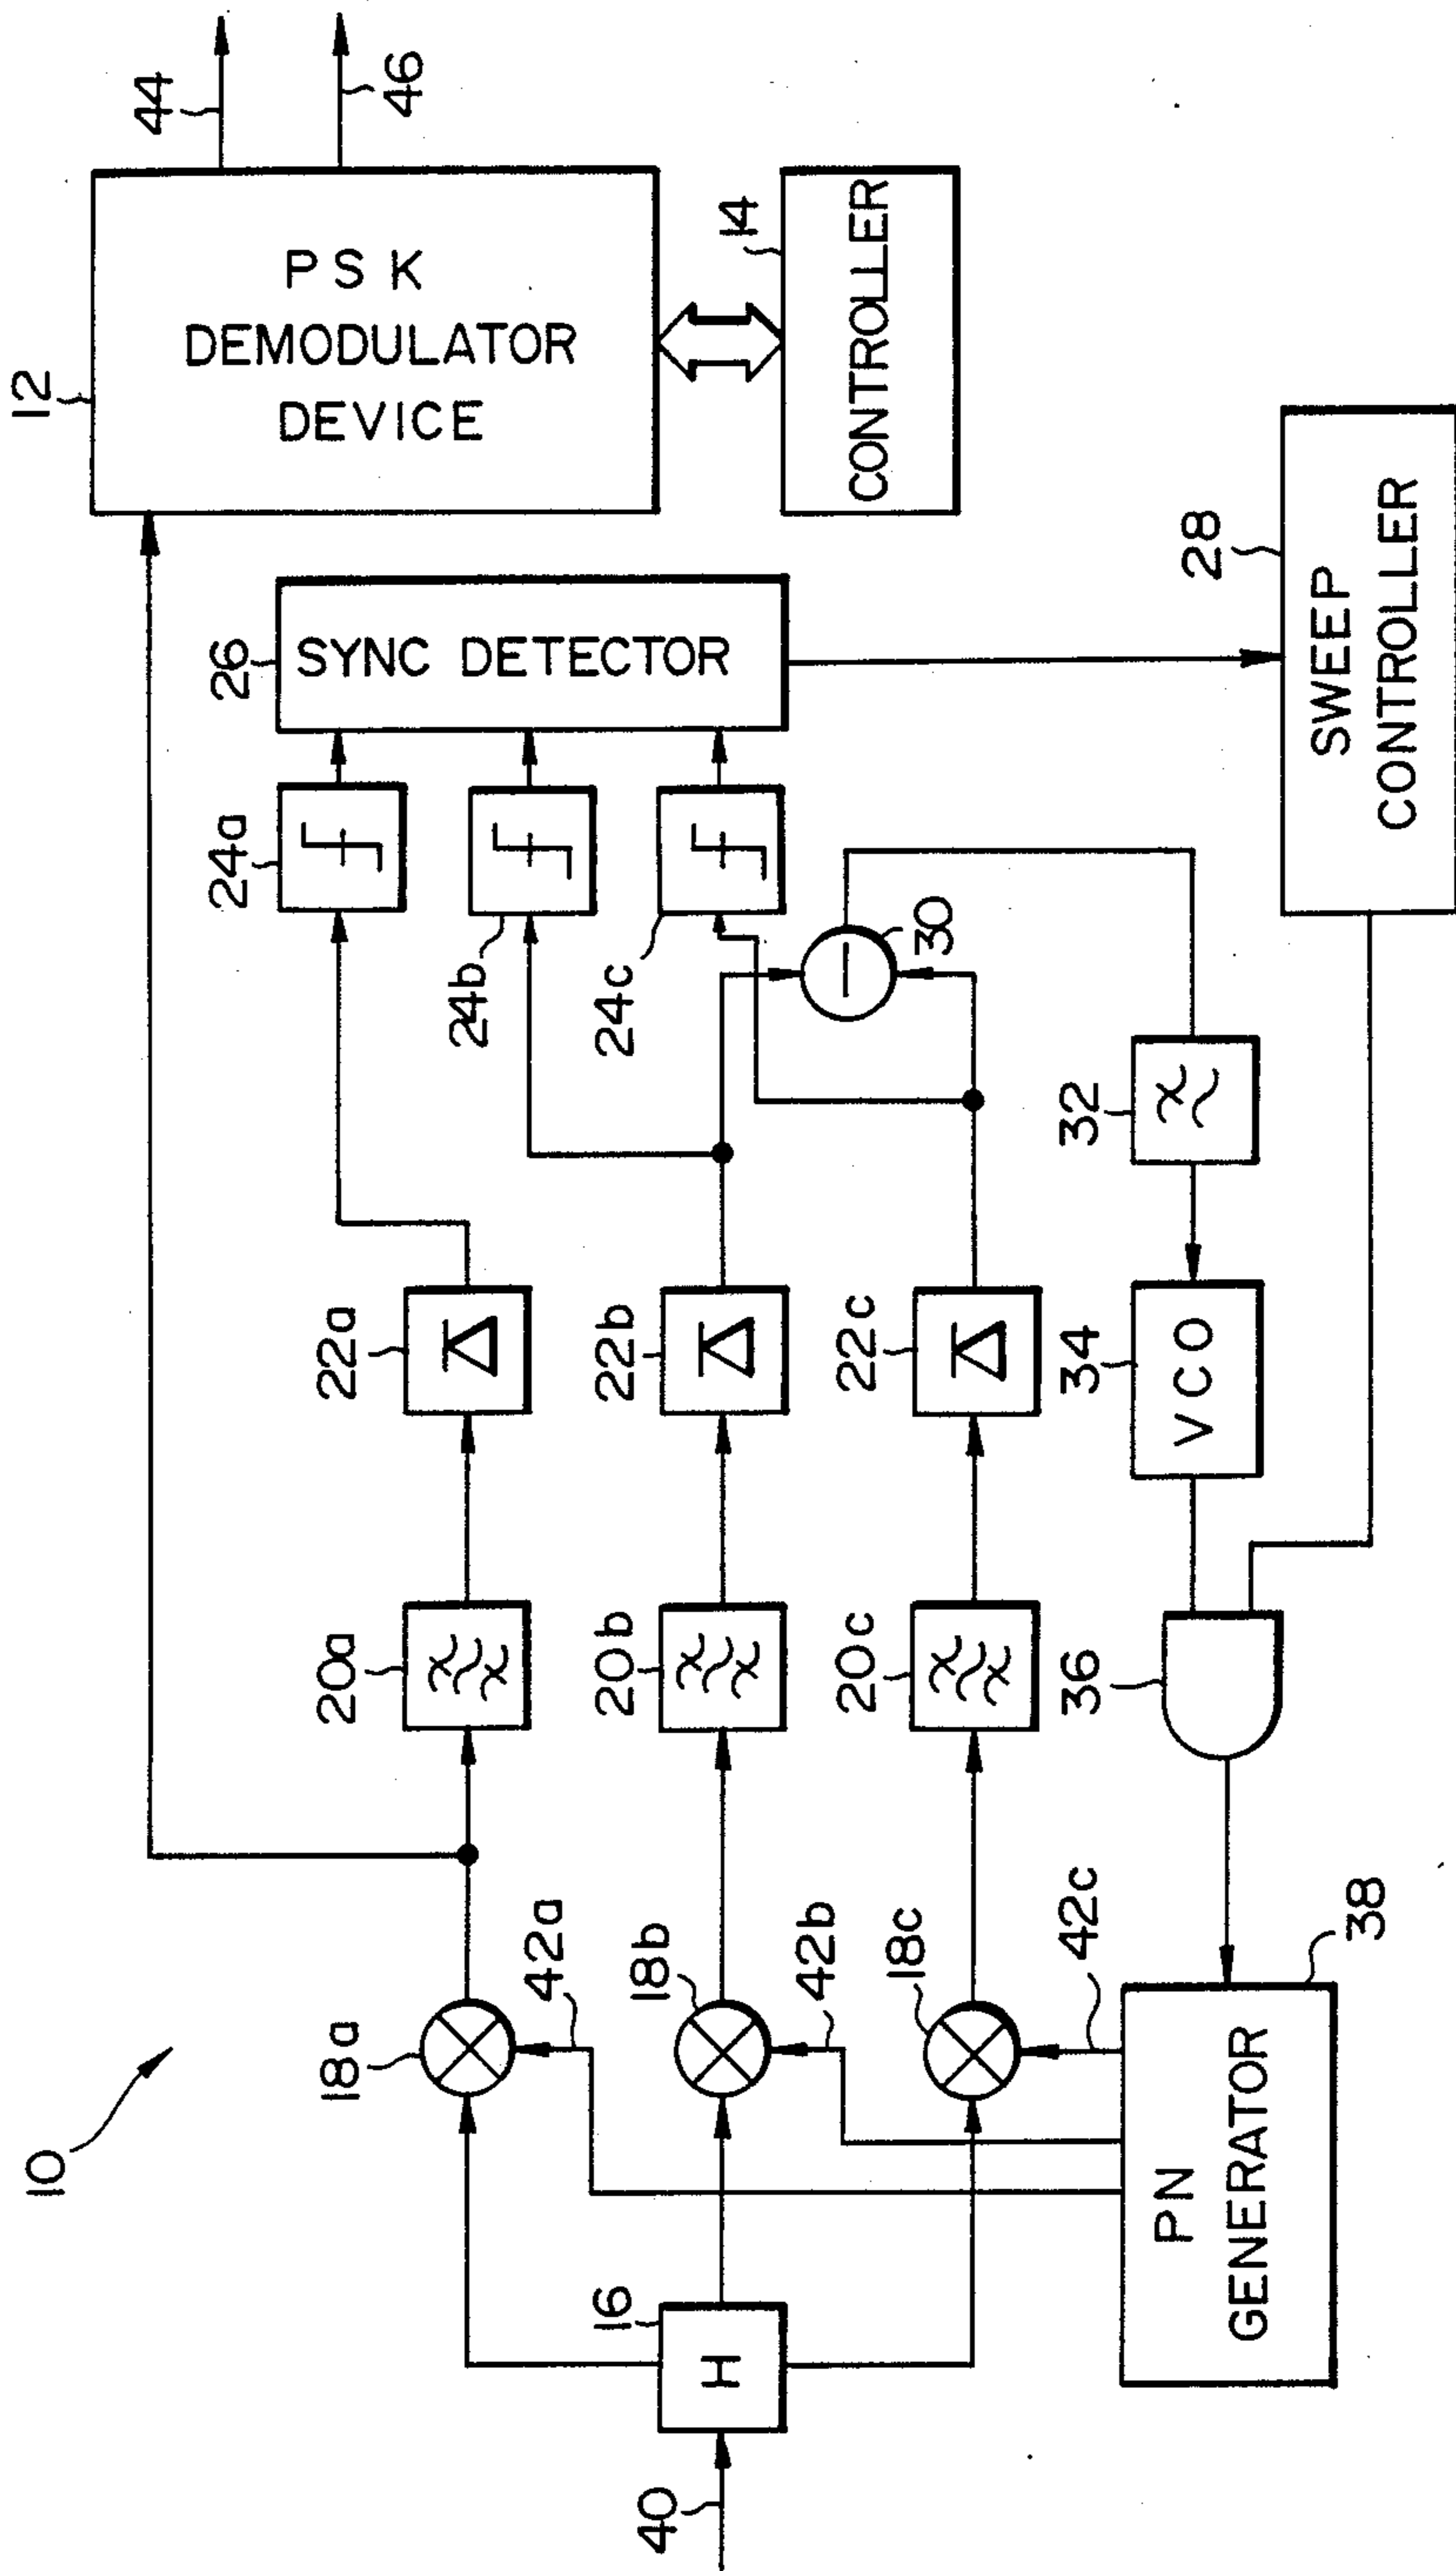 10
12
PSK
DEMODULATOR
DEVICE
44
46
14
CONTROLLER
26
SYNC DETECTOR
24a
24b
24c
28
SWEEP
CONTROLLER
30
22a
22b
22c
32
34
VCO
20a
20b
20c
36
18a
42a
18b
42b
18c
42c
16
H
40
38
PN
GENERATOR